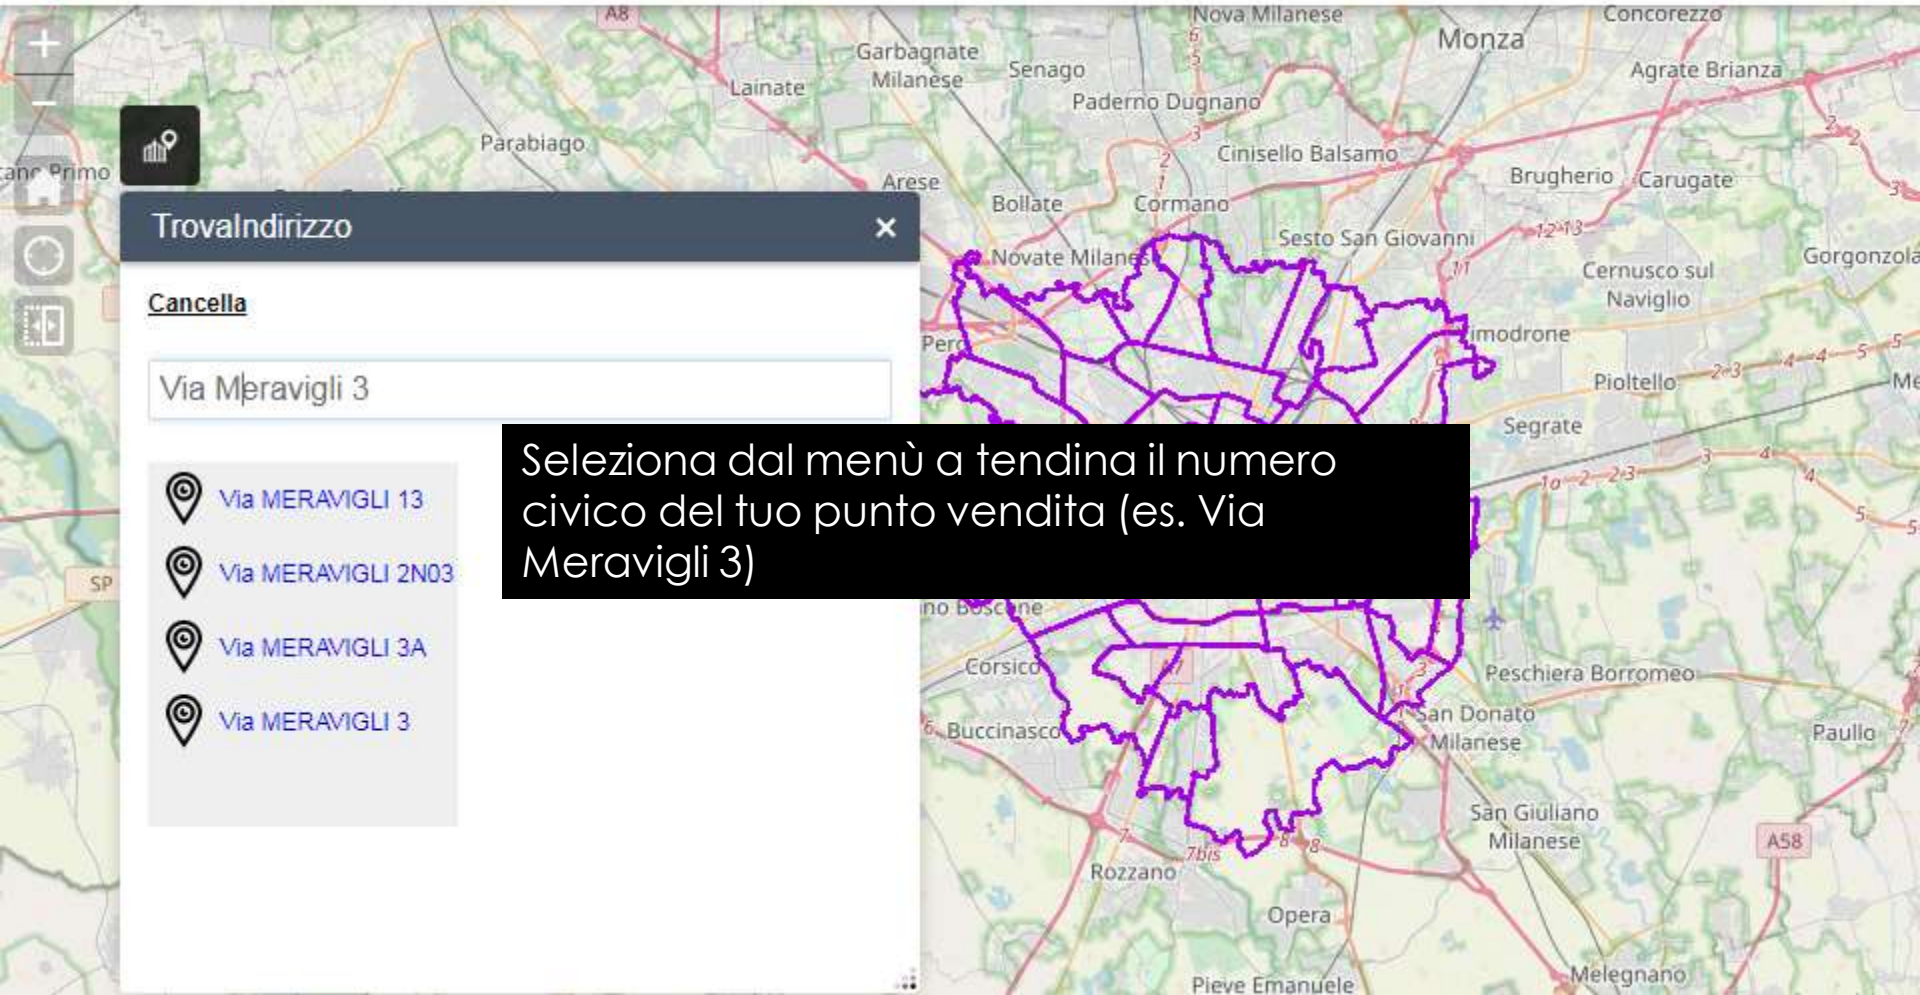 TrovaIndirizzo
×
Cancella
Via Meravigli 3
Via MERAVIGLI 13
Via MERAVIGLI 2N03
Via MERAVIGLI 3A
Via MERAVIGLI 3
Seleziona dal menù a tendina il numero
civico del tuo punto vendita (es. Via
Meravigli 3)
A8
Nova Milanese
Concorezzo
Monza
Garbagnate
Milanese
Senago
Lainate
Agrate Brianza
Paderno Dugnano
Parabiago
Cinisello Balsamo
Primo
Arese
Brugherio
Carugate
Bollate
Cormano
Sesto San Giovanni
Novate
Cernusco sul
Naviglio
Gorgonzola
Pioltello
Segrate
SP
Corsico
A7
Peschiera Borromeo
Buccinasco
San Donato
Milanese
Paullo
San Giuliano
Milanese
A58
7bis
Rozzano
Opera
Pieve Emanuele
Melegnano